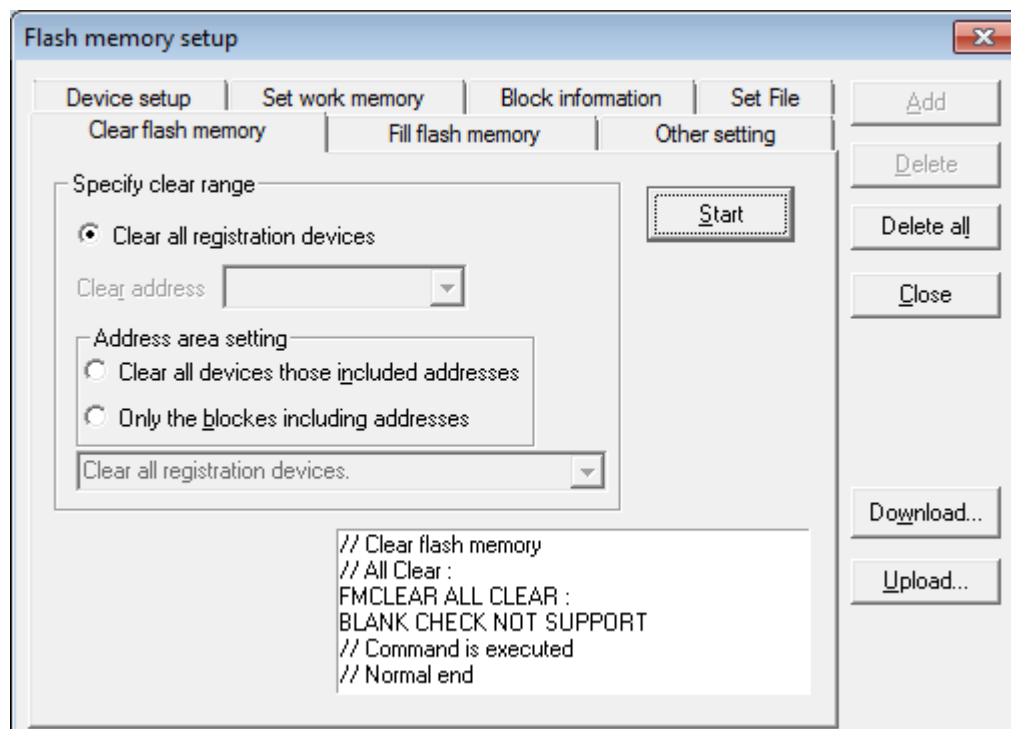 Flash memory setup
Device setup
Set work memory
Block information
Set File
Clear flash memory
Fill flash memory
Other setting
Specify clear range
Clear all registration devices
Clear address
Address area setting
Clear all devices those included addresses
Only the blockes including addresses
Clear all registration devices.
Start
// Clear flash memory
// All Clear :
FMCLEAR ALL CLEAR :
BLANK CHECK NOT SUPPORT
// Command is executed
// Normal end
Add
Delete
Delete all
Close
Download...
Upload...